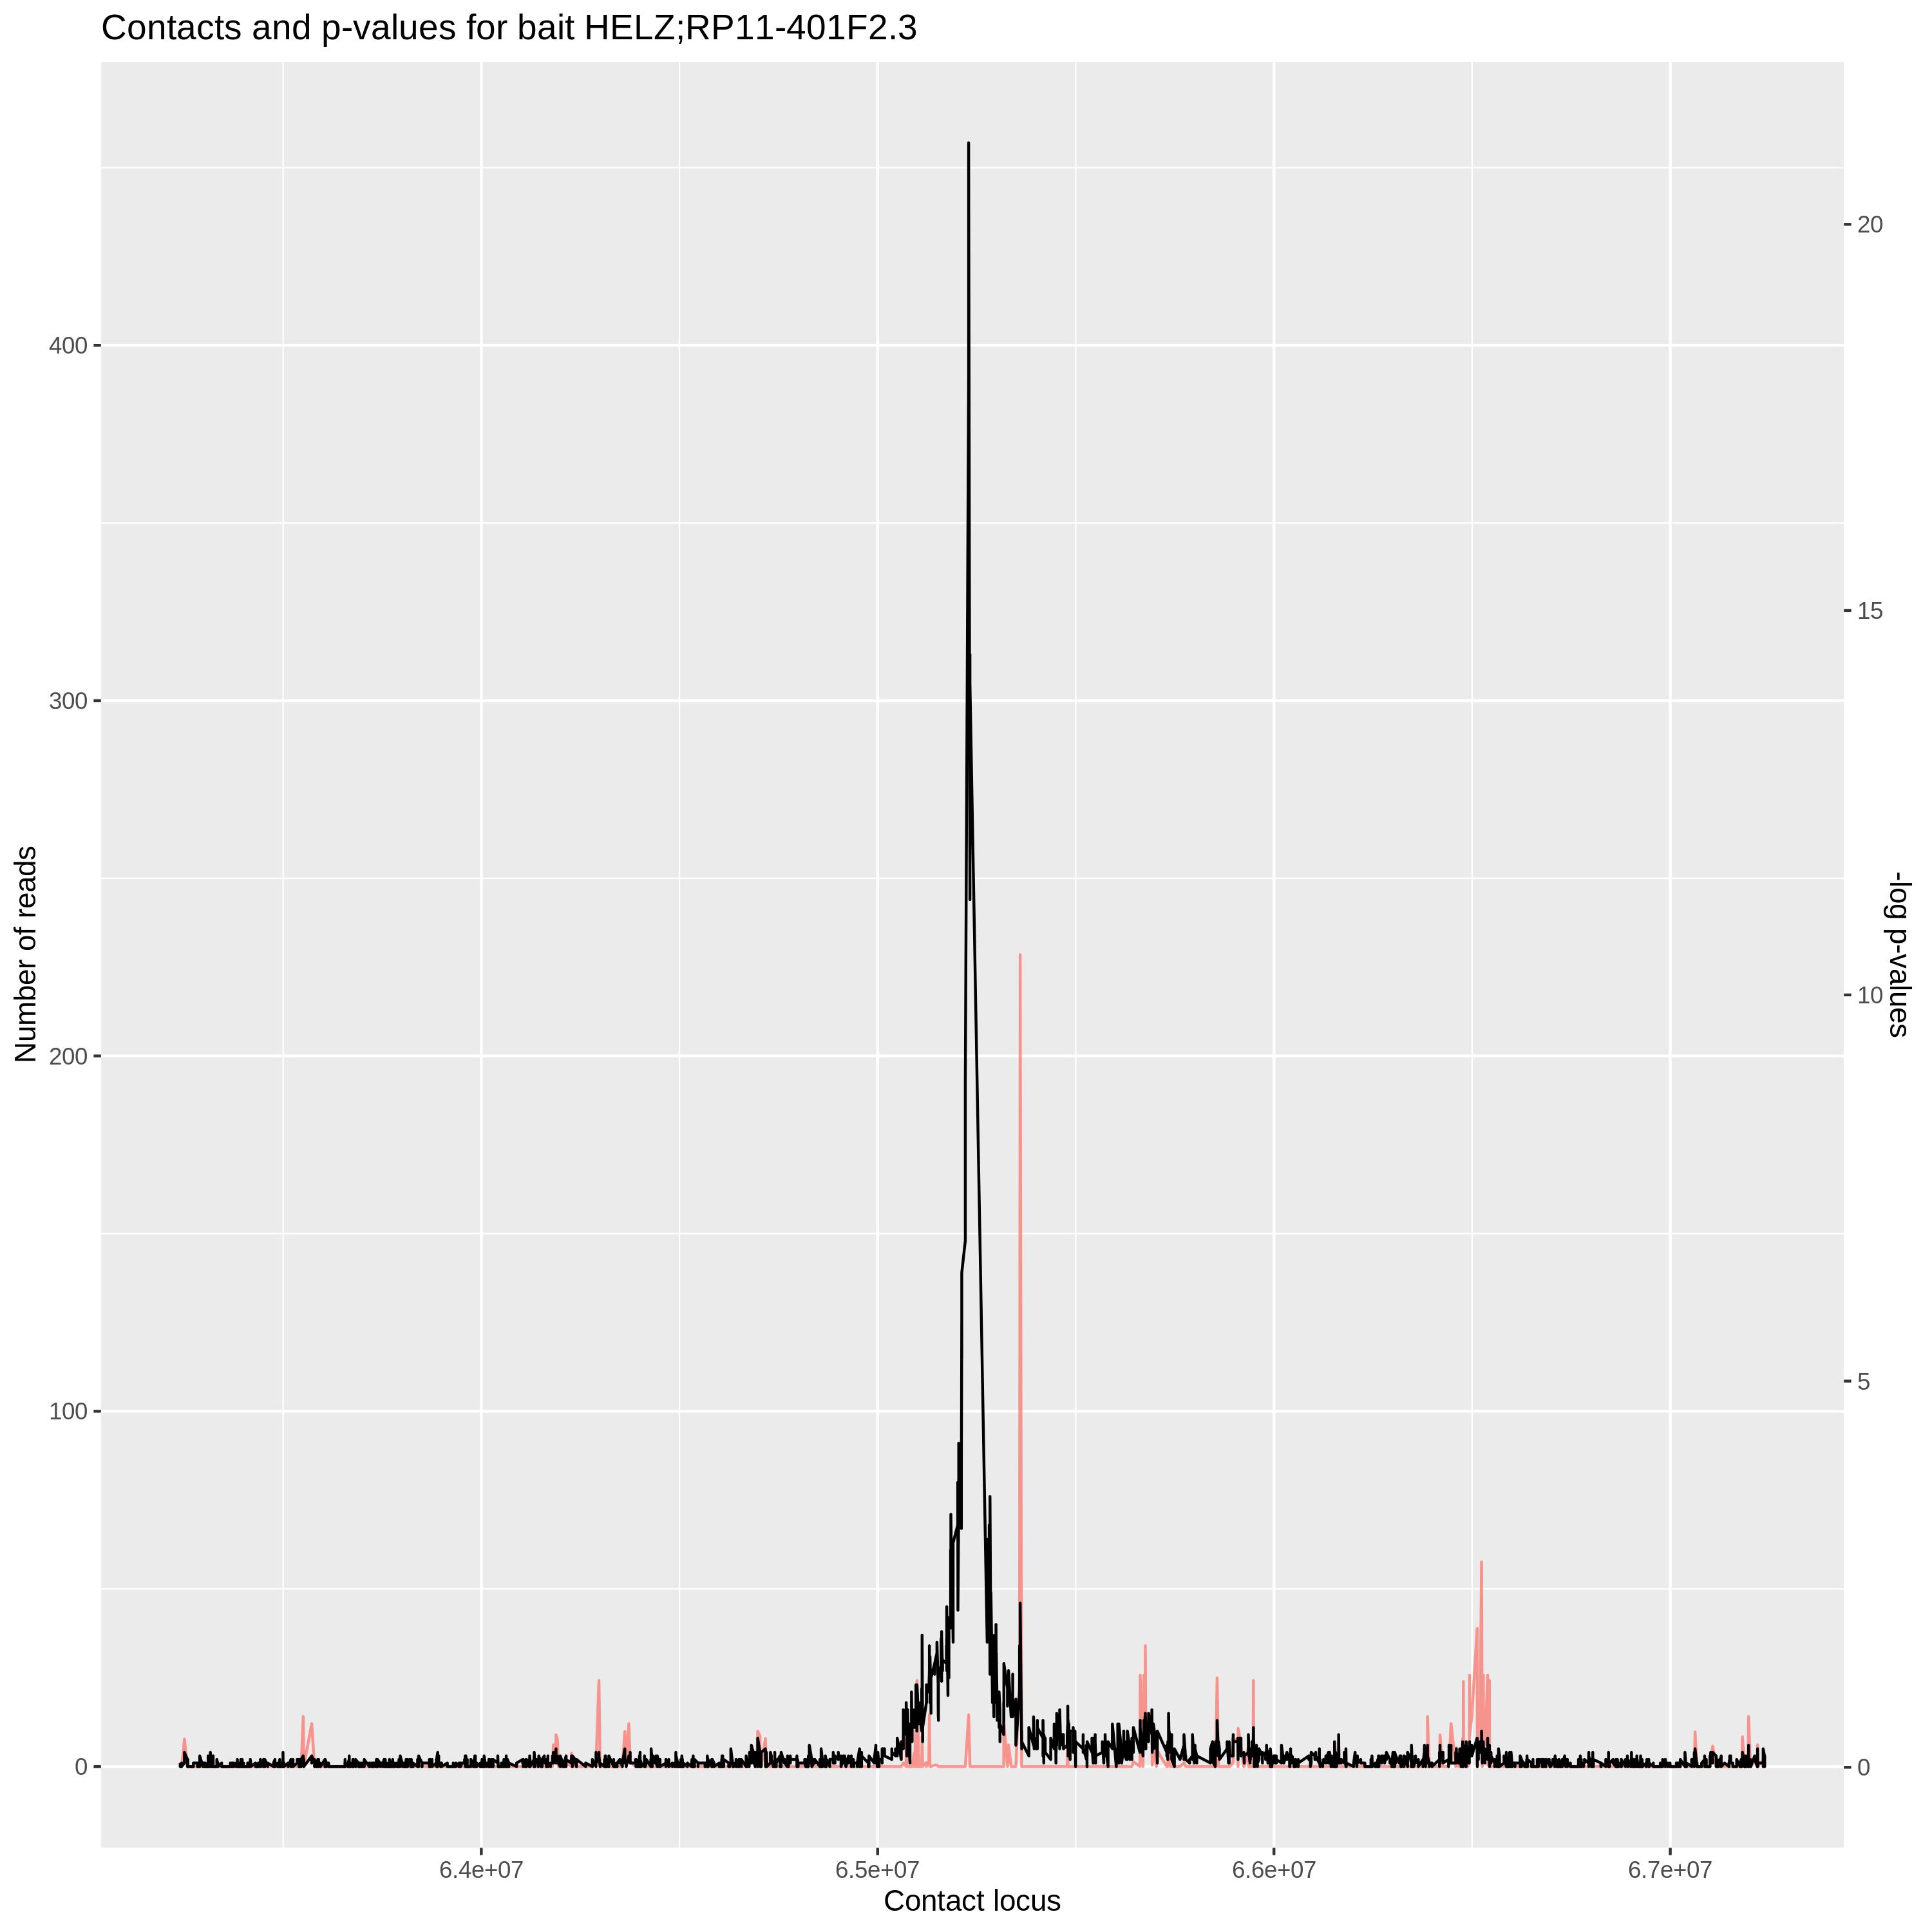 Contacts and p-values for bait HELZ;RP11-401F2.3
Number of reads
400
300
200
100
0
20
15
10
5
0
-log p-values
6.4e+07
6.5e+07
6.6e+07
6.7e+07
Contact locus